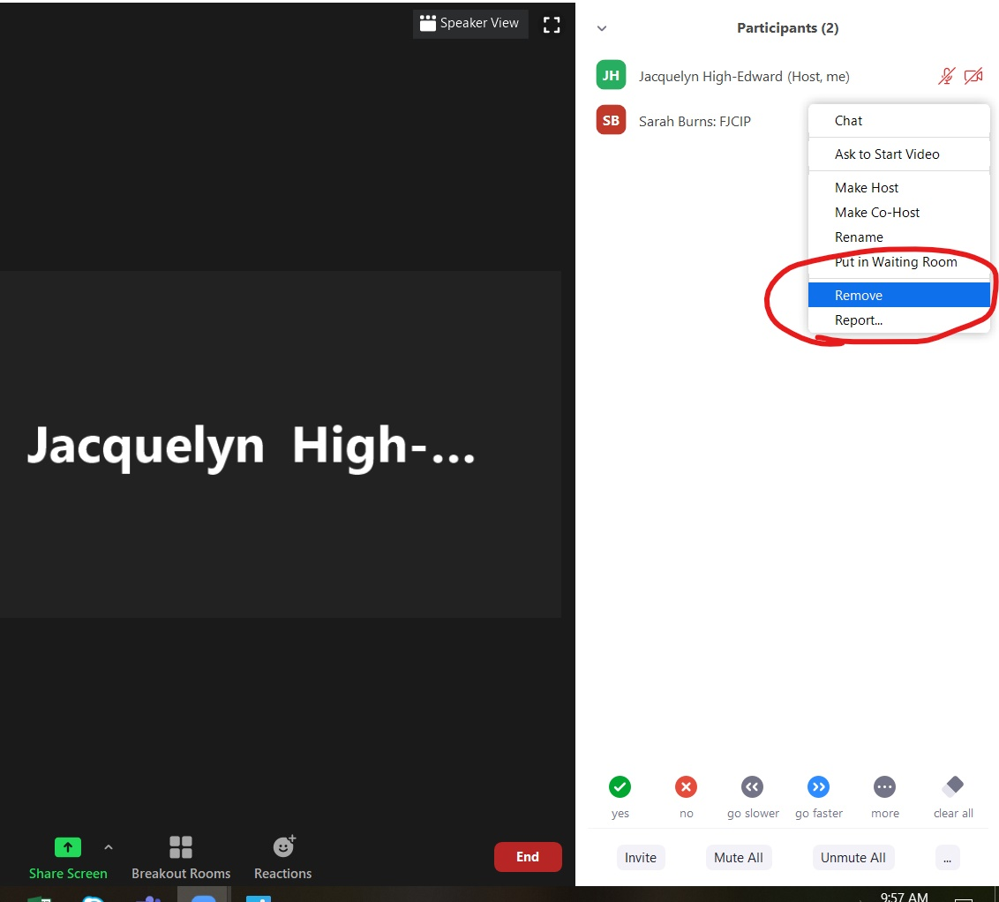 Speaker View
Jacquelyn High-...
Share Screen
Breakout Rooms
Reactions
End
Participants (2)
JH
Jacquelyn High-Edward (Host, me)
SB
Sarah Burns: FJCIP
Chat
Ask to Start Video
Make Host
Make Co-Host
Rename
Put in Waiting Room
Remove
Report...
yes
no
go slower
go faster
more
clear all
Invite
Mute All
Unmute All
...
9:57 AM